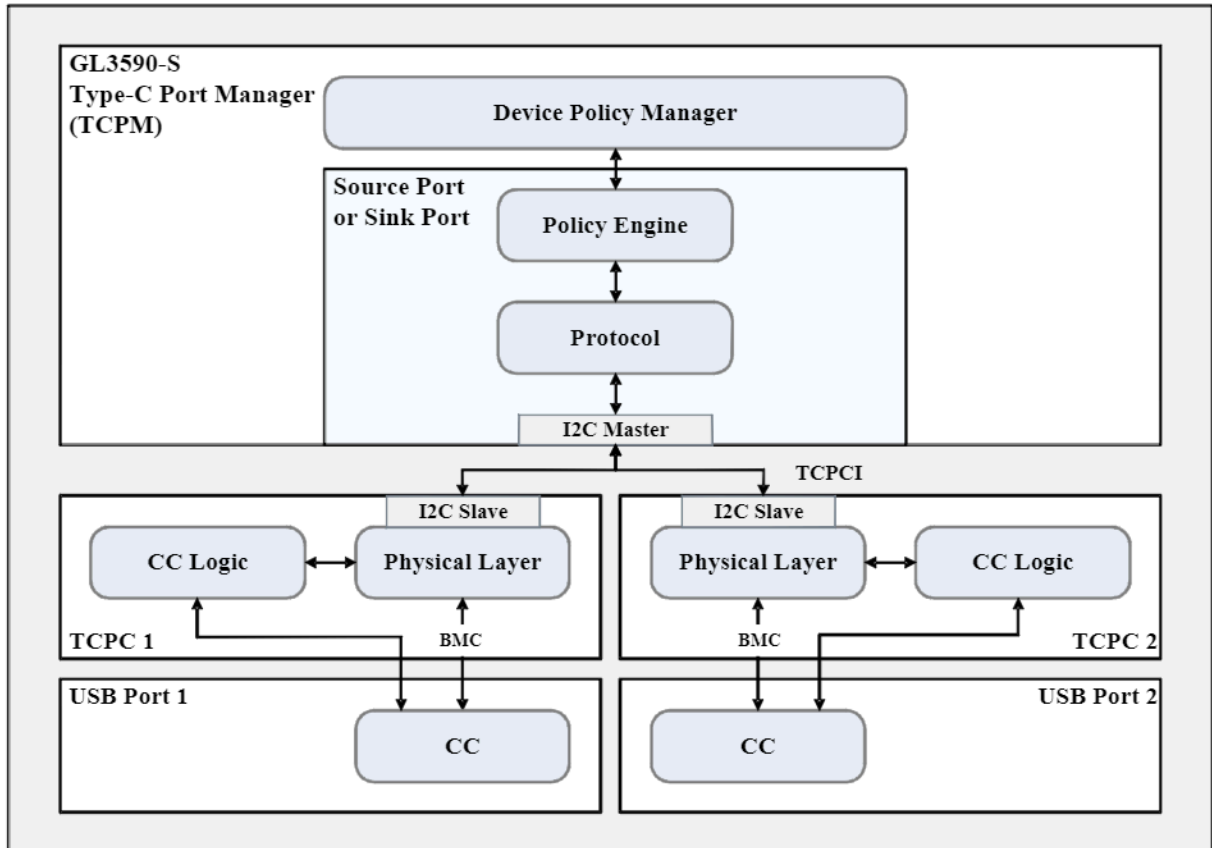 GL3590-S
Type-C Port Manager
(TCPM)
Device Policy Manager
Source Port
or Sink Port
Policy Engine
Protocol
I2C Master
TCPCI
I2C Slave
I2C Slave
CC Logic
Physical Layer
Physical Layer
CC Logic
TCPC 1
BMC
BMC
TCPC 2
USB Port 1
USB Port 2
CC
CC